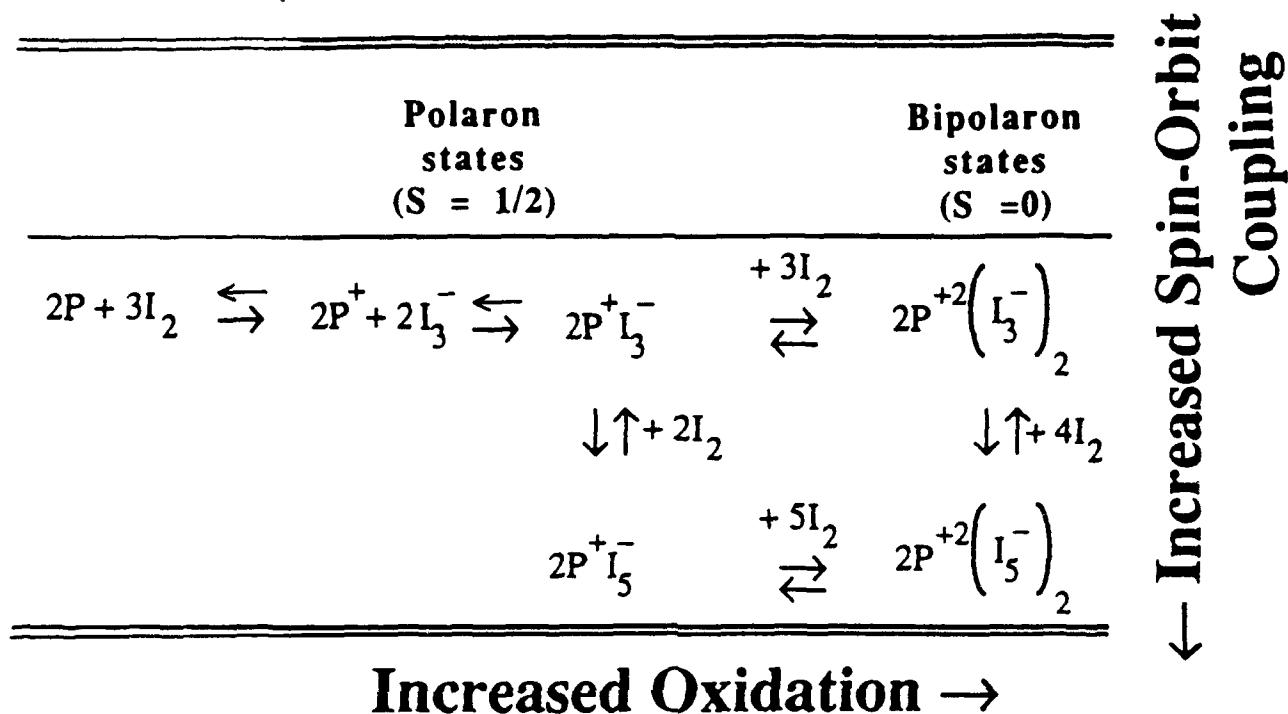 Polaron
states
(S = 1/2)
Bipolaron
states
(S =0)
2P + 3I₂ ⇄ 2P⁺ + 2I₃⁻ ⇄ 2P⁺I₃⁻ + 3I₂ ⇄ 2P⁺²(I₃⁻)₂
↓↑ + 2I₂ ↓↑ + 4I₂
2P⁺I₅⁻ + 5I₂ ⇄ 2P⁺²(I₅⁻)₂
Increased Oxidation →
← Increased Spin-Orbit
Coupling